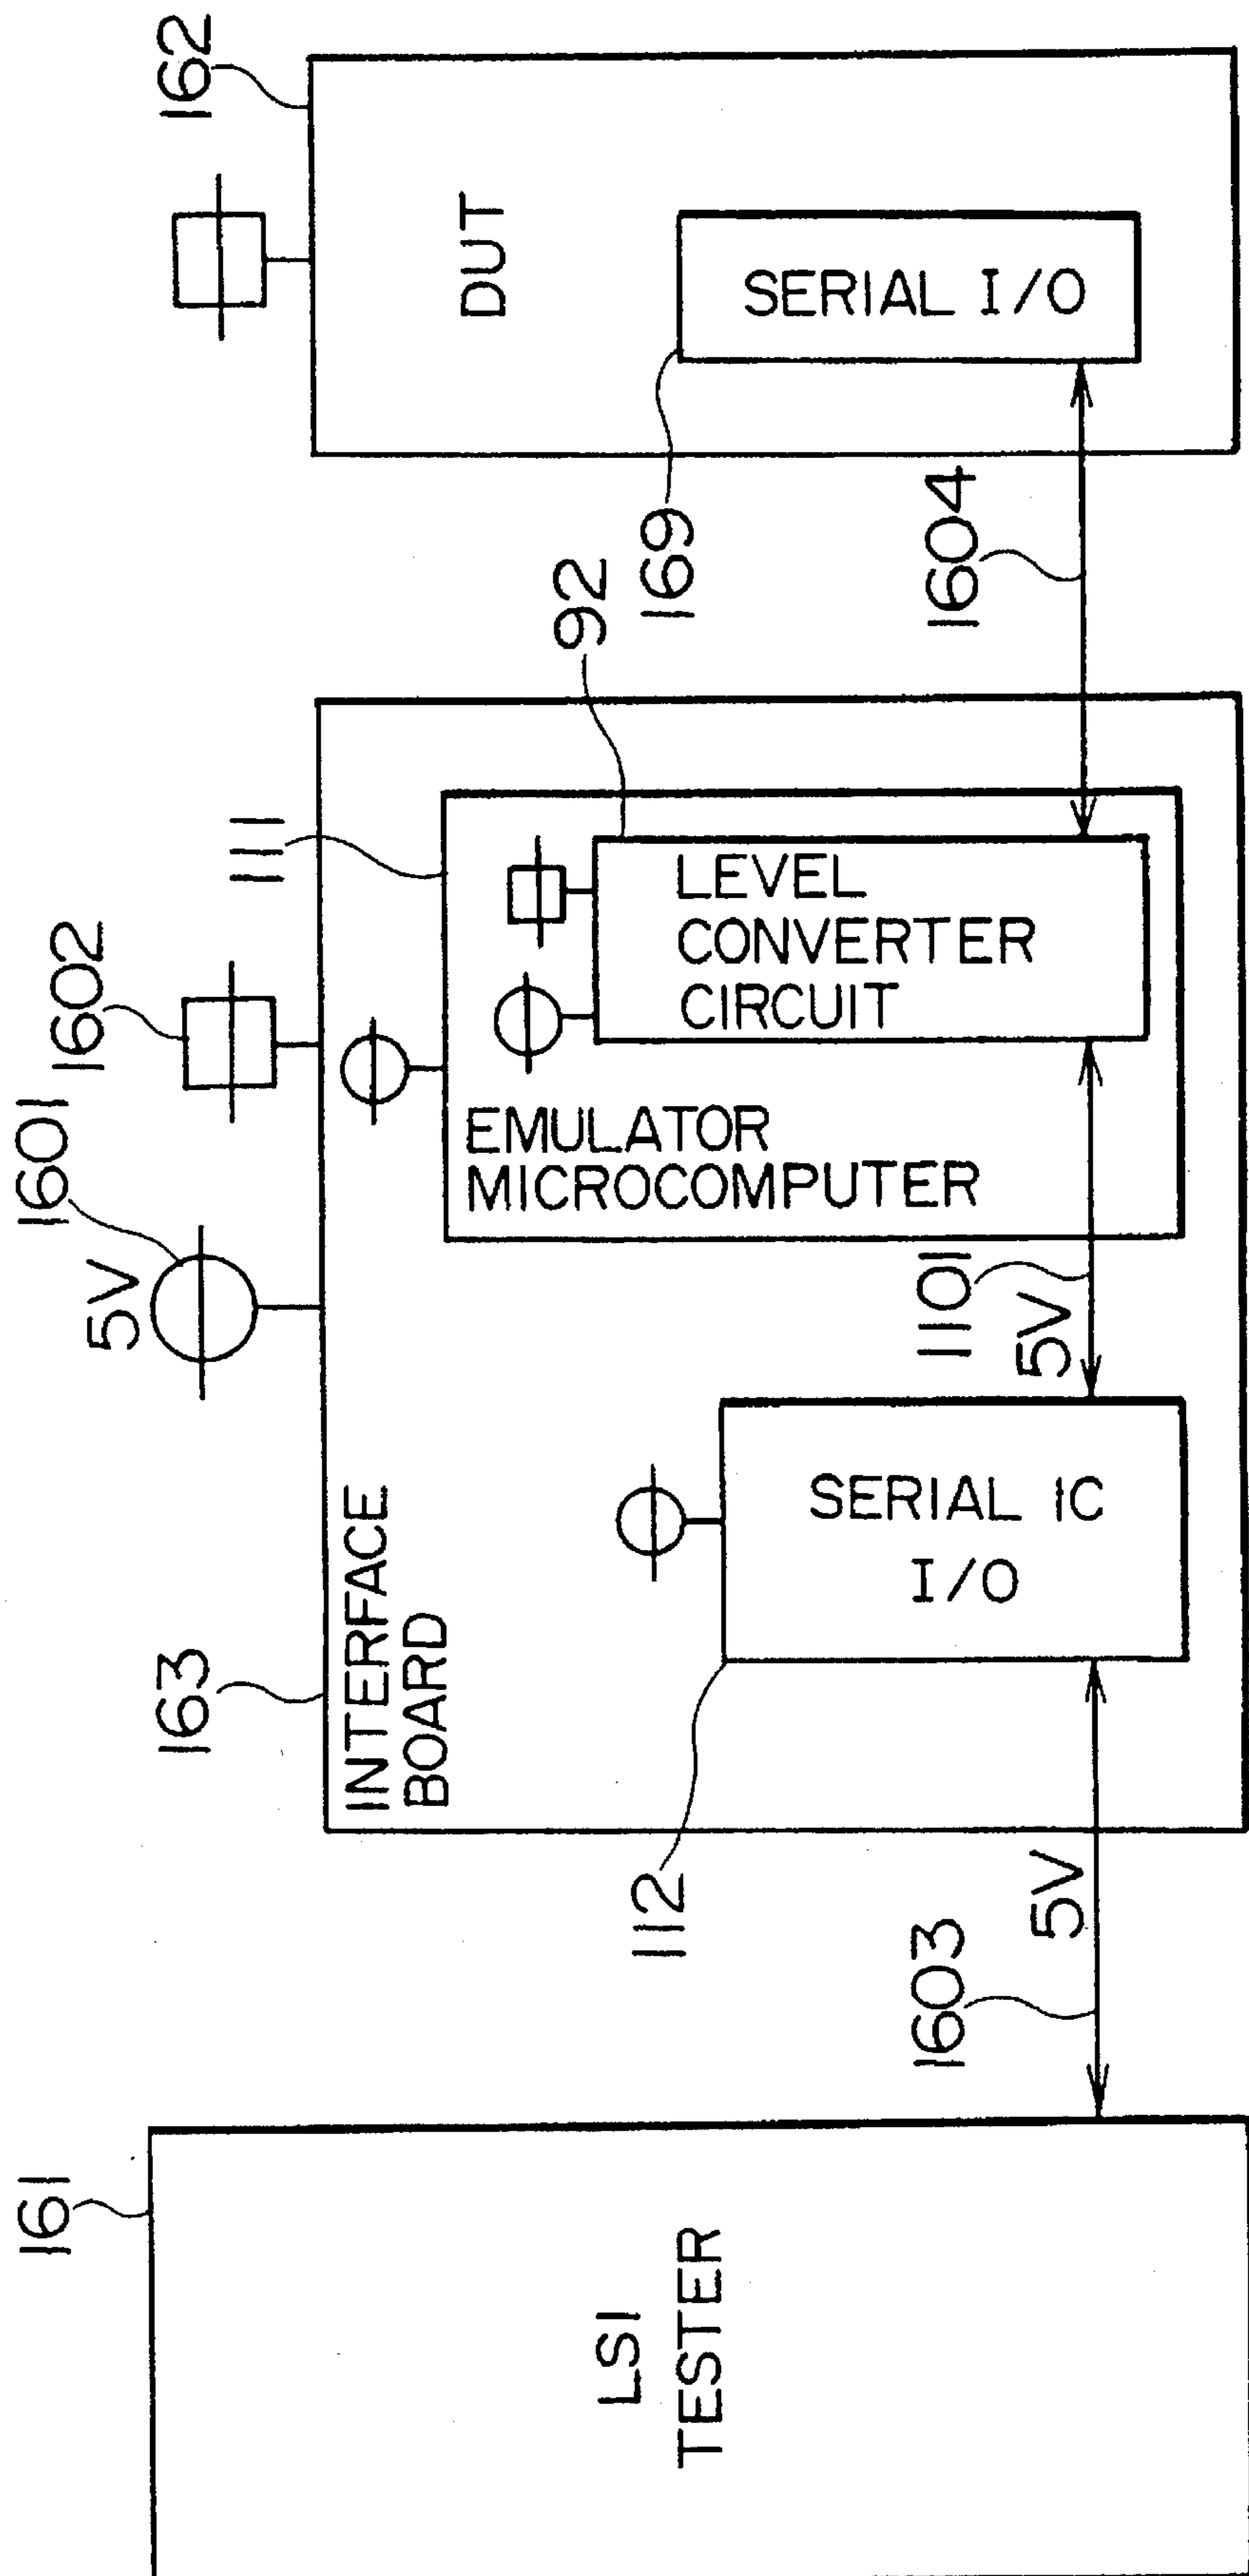 161
LSI
TESTER
1603
5V
163
INTERFACE
BOARD
112
SERIAL IC
I/O
5V
1601
1602
1101
5V
111
EMULATOR
MICROCOMPUTER
92
LEVEL
CONVERTER
CIRCUIT
1604
162
DUT
169
SERIAL I/O